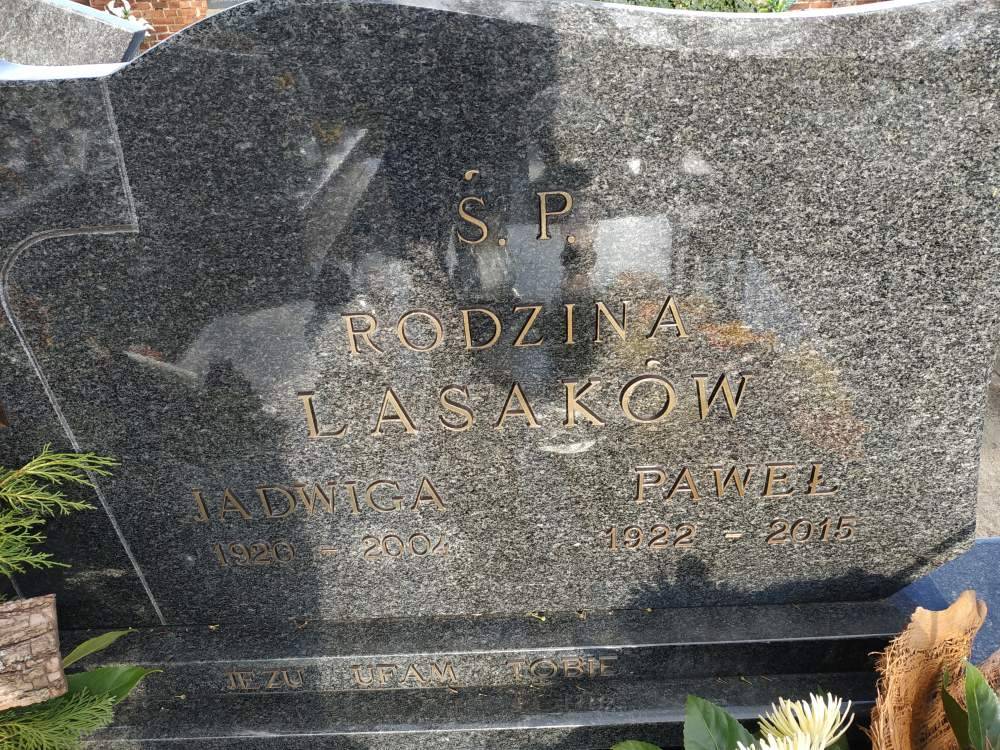 Ś. P.
RODZINA
LASAKÓW
JADWIGA PAWEŁ
1920 - 2004 1922 - 2015
JEZU UFAM TOBIE